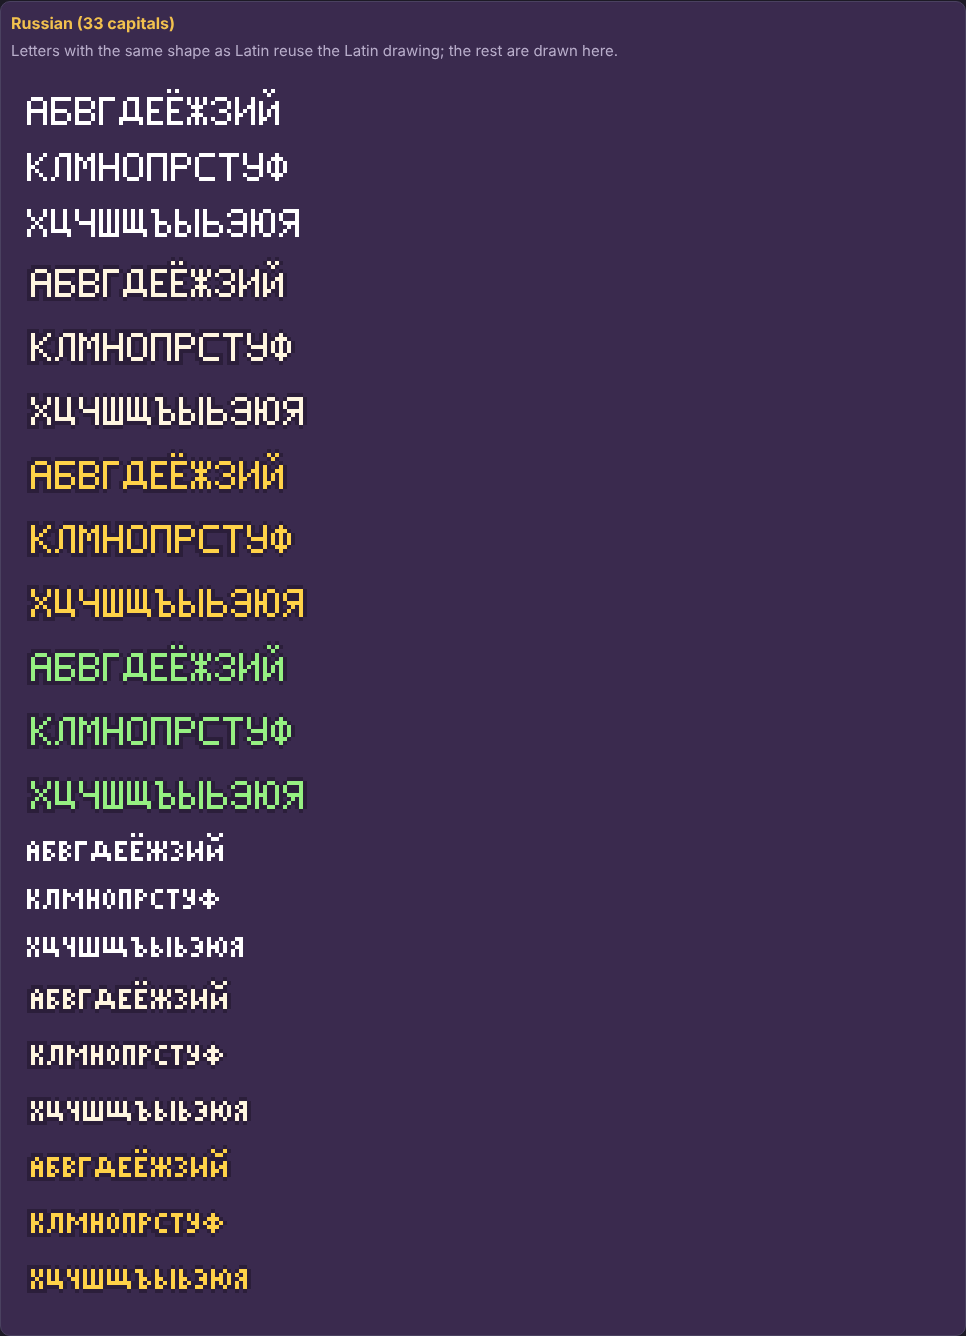 Russian (33 capitals)
Letters with the same shape as Latin reuse the Latin drawing; the rest are drawn here.
АБВГДЕЁЖЗИЙ
КЛМНОПРСТУФ
ХЦЧШЩЪЫЬЭЮЯ
АБВГДЕЁЖЗИЙ
КЛМНОПРСТУФ
ХЦЧШЩЪЫЬЭЮЯ
АБВГДЕЁЖЗИЙ
КЛМНОПРСТУФ
ХЦЧШЩЪЫЬЭЮЯ
АБВГДЕЁЖЗИЙ
КЛМНОПРСТУФ
ХЦЧШЩЪЫЬЭЮЯ
АБВГДЕЁЖЗИЙ
КЛМНОПРСТУФ
ХЦЧШЩЪЫЬЭЮЯ
АБВГДЕЁЖЗИЙ
КЛМНОПРСТУФ
ХЦЧШЩЪЫЬЭЮЯ
АБВГДЕЁЖЗИЙ
КЛМНОПРСТУФ
ХЦЧШЩЪЫЬЭЮЯ